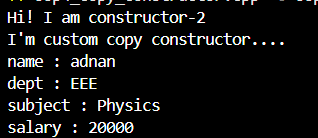 Hi! I am constructor-2
I'm custom copy constructor....
name : adnan
dept : EEE
subject : Physics
salary : 20000